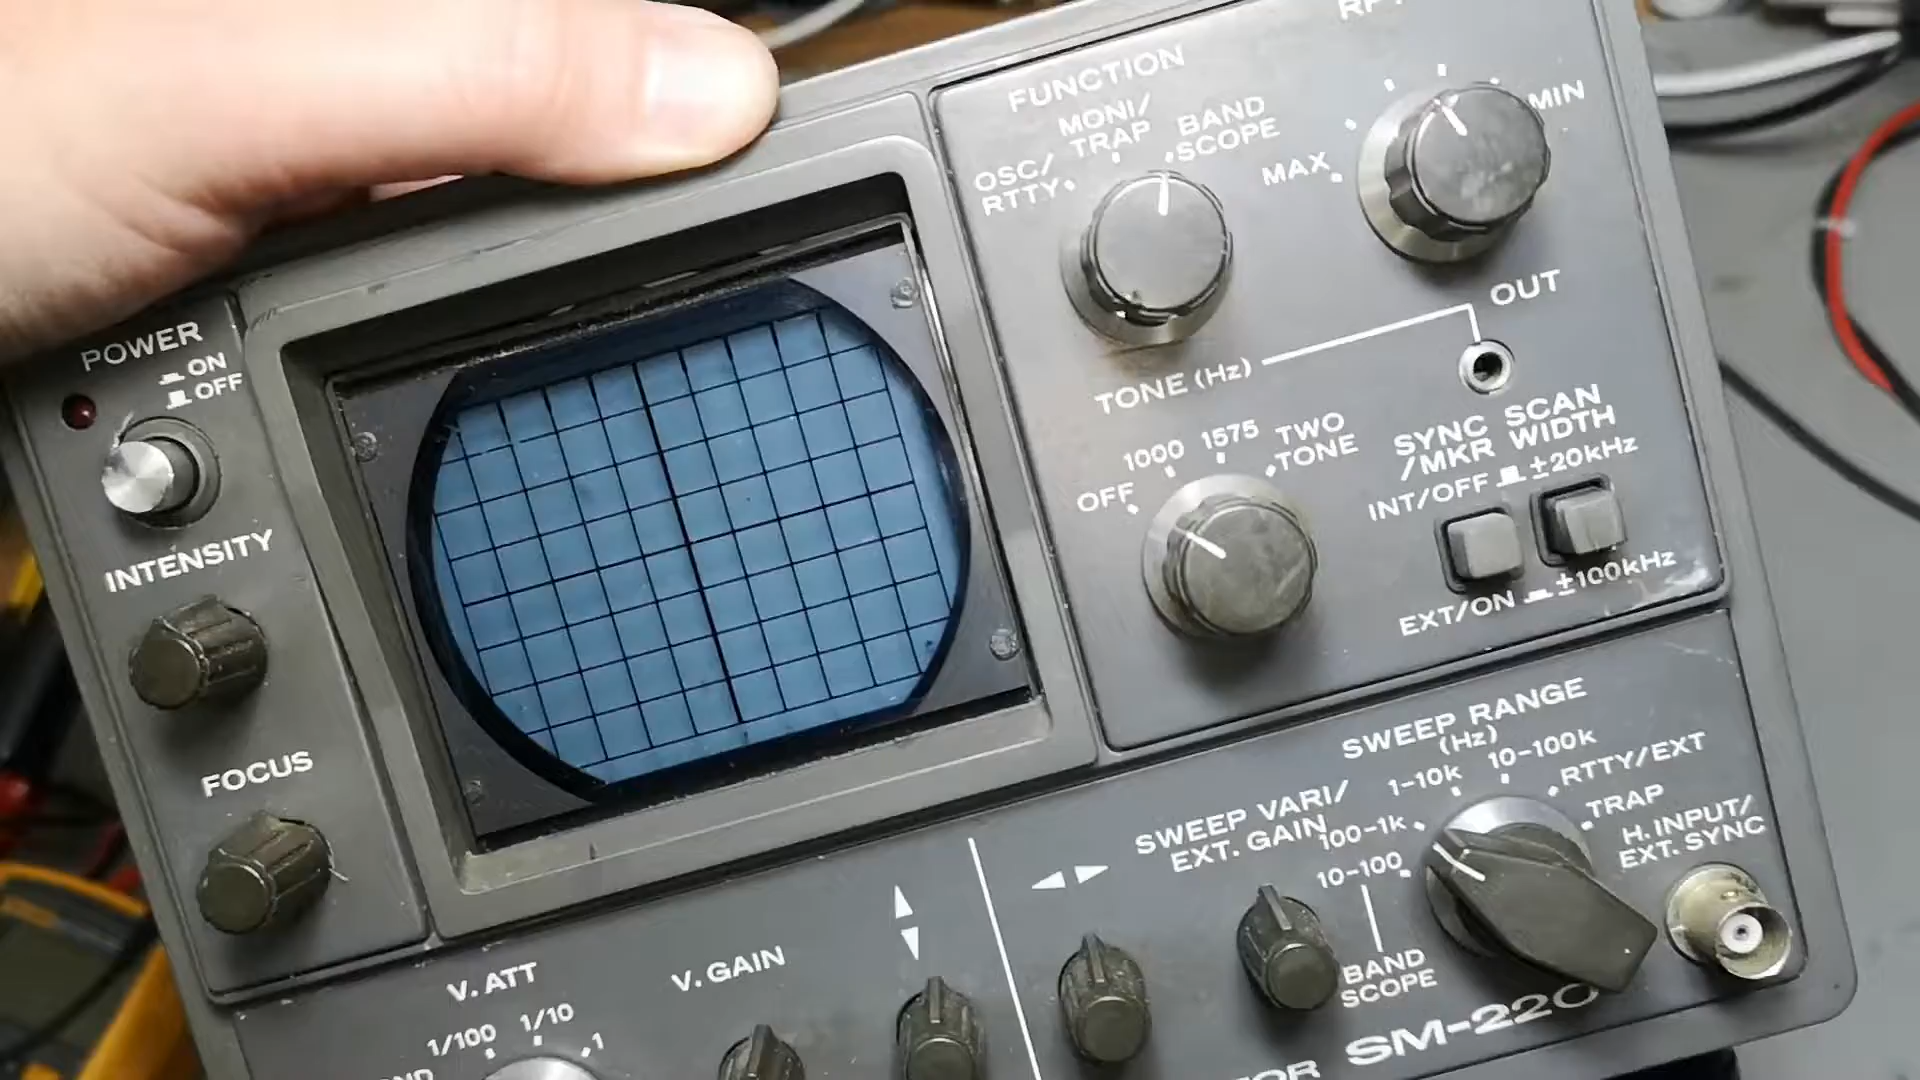 POWER
ON
OFF
INTENSITY
FOCUS
FUNCTION
OSC/
RTTY
MONI/
TRAP
BAND
SCOPE
MAX
MIN
OUT
TONE (Hz)
OFF
1000
1575
TWO
TONE
SYNC
/MKR
SCAN
WIDTH
INT/OFF
±20kHz
EXT/ON
±100kHz
SWEEP RANGE
(Hz)
10-100
100-1k
1-10k
10-100k
RTTY/EXT
TRAP
SWEEP VARI/
EXT. GAIN
BAND
SCOPE
H. INPUT/
EXT. SYNC
V. ATT
1/100
1/10
1
V. GAIN
SM-220